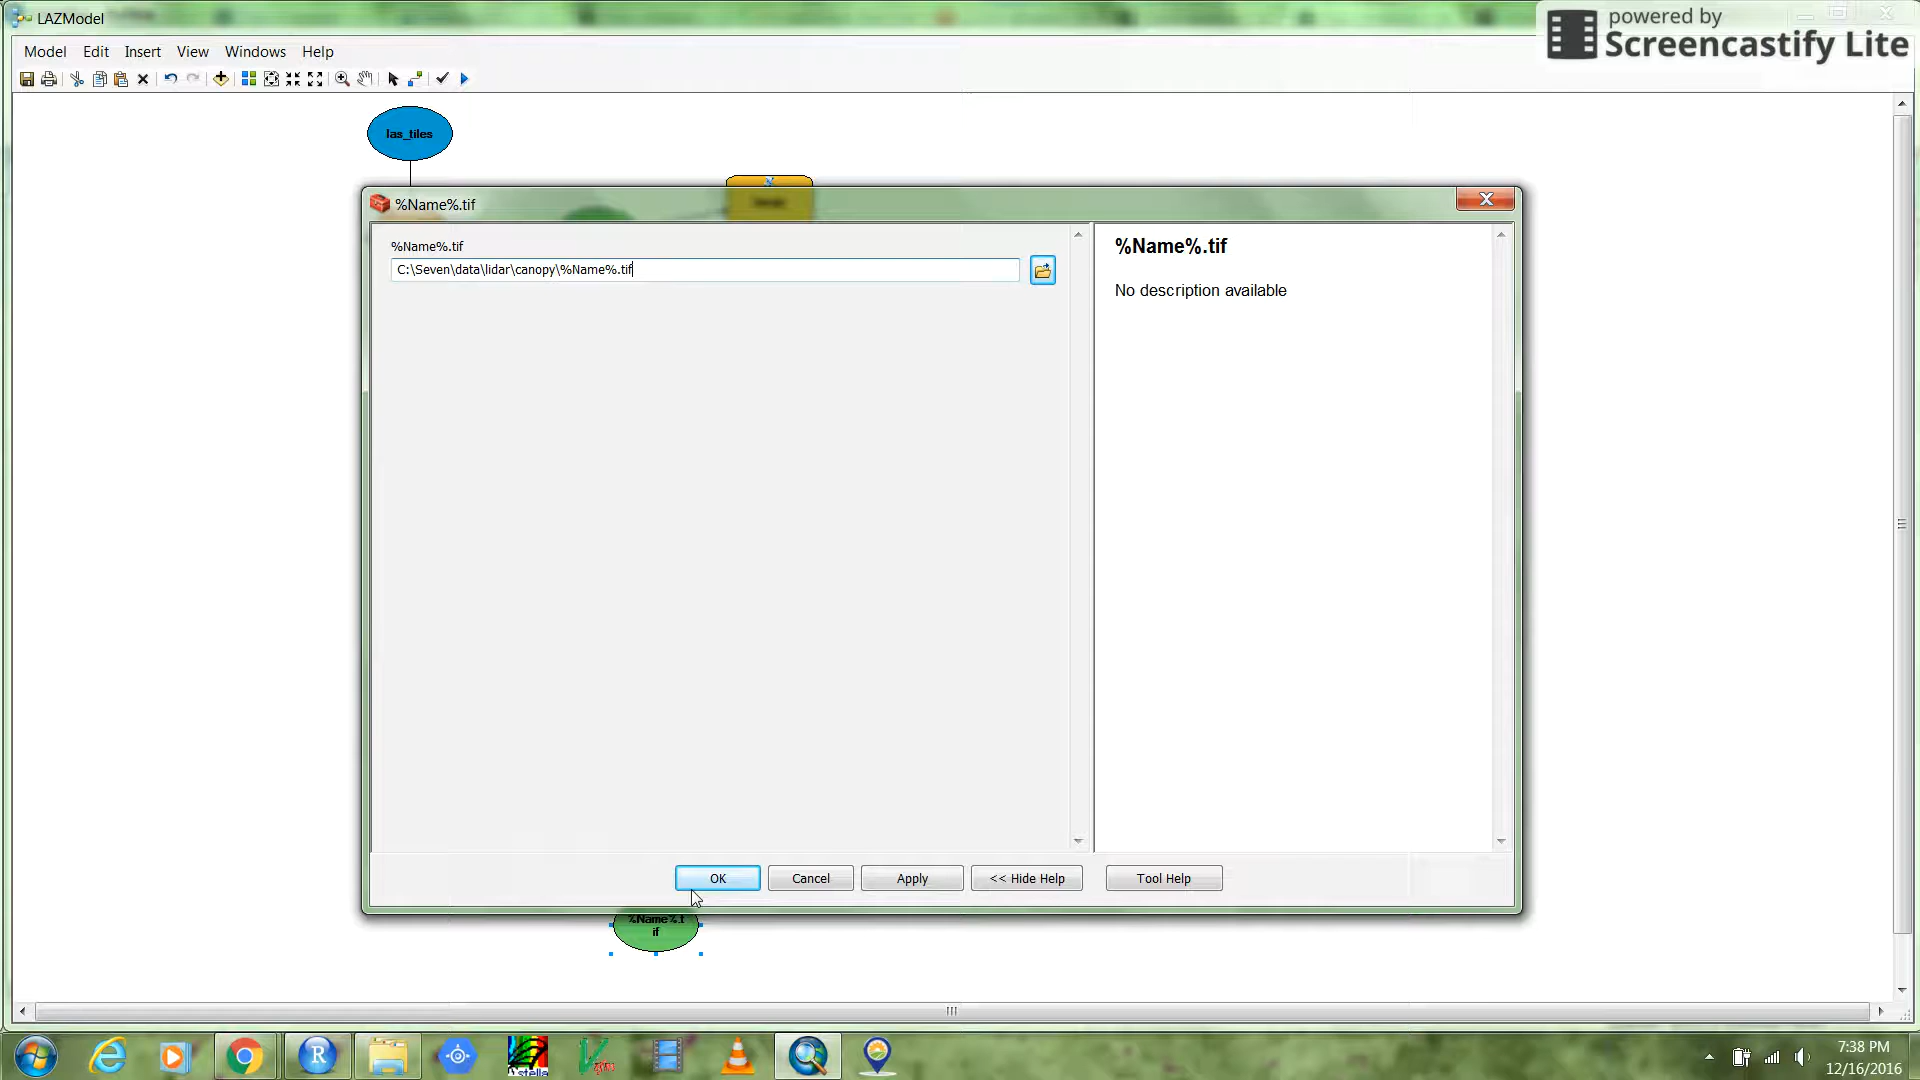 LAZModel
powered by
Screencastify Lite
Model Edit Insert View Windows Help
las_tiles
%Name%.tif
%Name%.tif
C:\Seven\data\lidar\canopy\%Name%.tif
%Name%.tif
No description available
OK Cancel Apply << Hide Help Tool Help
%Name%.t
if
stella
7:38 PM
12/16/2016